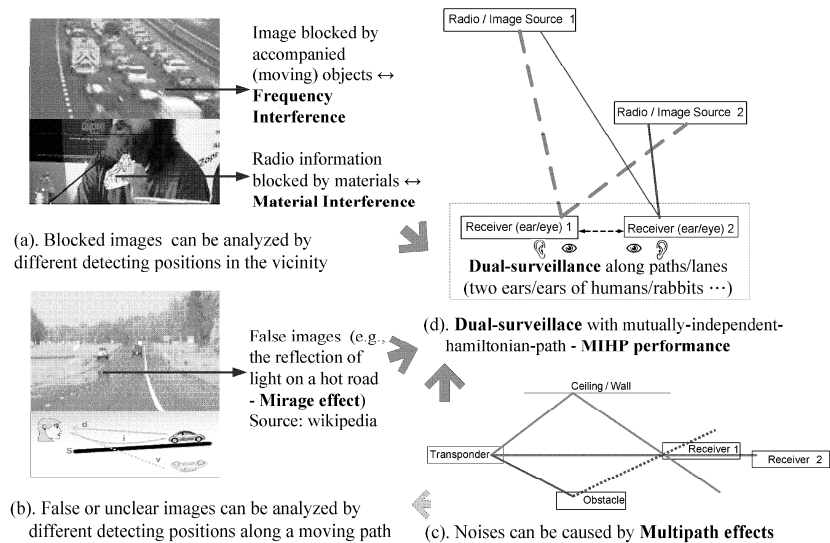 Image blocked by
accompanied
(moving) objects ↔
Frequency
Interference
Radio information
blocked by materials ↔
Material Interference
(a). Blocked images can be analyzed by
different detecting positions in the vicinity
False images (e.g.,
the reflection of
light on a hot road
- Mirage effect)
Source: wikipedia
d
i
S
v
(b). False or unclear images can be analyzed by
different detecting positions along a moving path
Radio / Image Source 1
Radio / Image Source 2
Receiver (ear/eye) 1
Receiver (ear/eye) 2
Dual-surveillance along paths/lanes
(two ears/ears of humans/rabbits ⋯)
(d). Dual-surveillace with mutually-independent-
hamiltonian-path - MIHP performance
Ceiling / Wall
Transponder
Receiver 1
Receiver 2
Obstacle
(c). Noises can be caused by Multipath effects